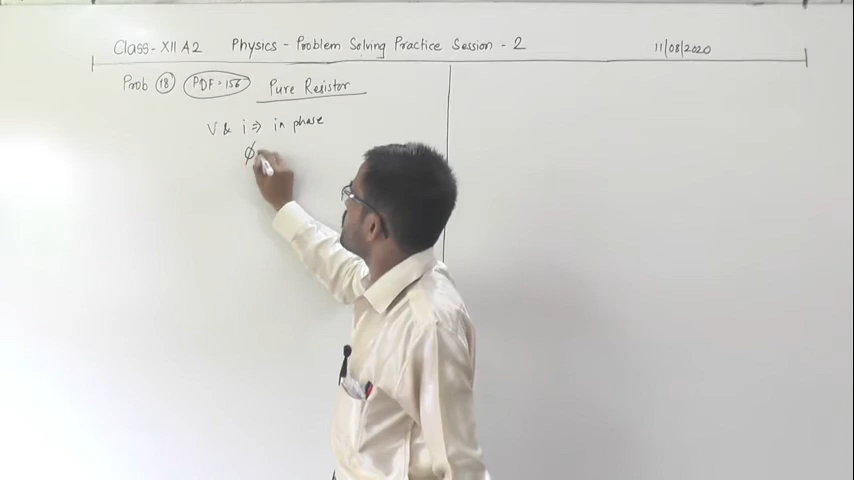 Class - XII A2 Physics - Problem Solving Practice Session - 2 11/08/2020
Prob 18 PDF - 156 Pure Resistor
V & i ⇒ in phase
ϕ